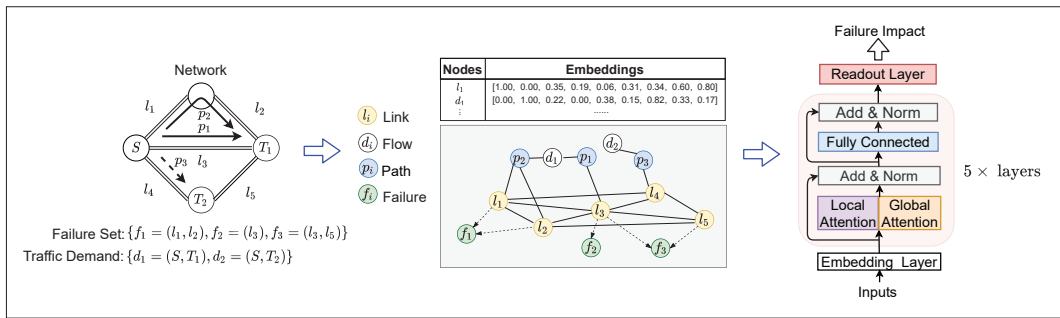 Network
l₁
l₂
p₂
p₁
S
T₁
p₃
l₃
l₄
T₂
l₅
Failure Set:{f₁ = (l₁, l₂), f₂ = (l₃), f₃ = (l₃, l₅)}
Traffic Demand:{d₁ = (S, T₁), d₂ = (S, T₂)}
lᵢ Link
dᵢ Flow
pᵢ Path
fᵢ Failure
Nodes Embeddings
l₁ [1.00, 0.00, 0.35, 0.19, 0.06, 0.31, 0.34, 0.60, 0.80]
d₁ [0.00, 1.00, 0.22, 0.00, 0.38, 0.15, 0.82, 0.33, 0.17]
⋮ ......
d₂
p₂ d₁ p₁ p₃
l₄
l₁
l₃
l₂
l₅
f₁
f₂
f₃
Failure Impact
Readout Layer
Add & Norm
Fully Connected
Add & Norm
5 × layers
Local Attention
Global Attention
Embedding Layer
Inputs